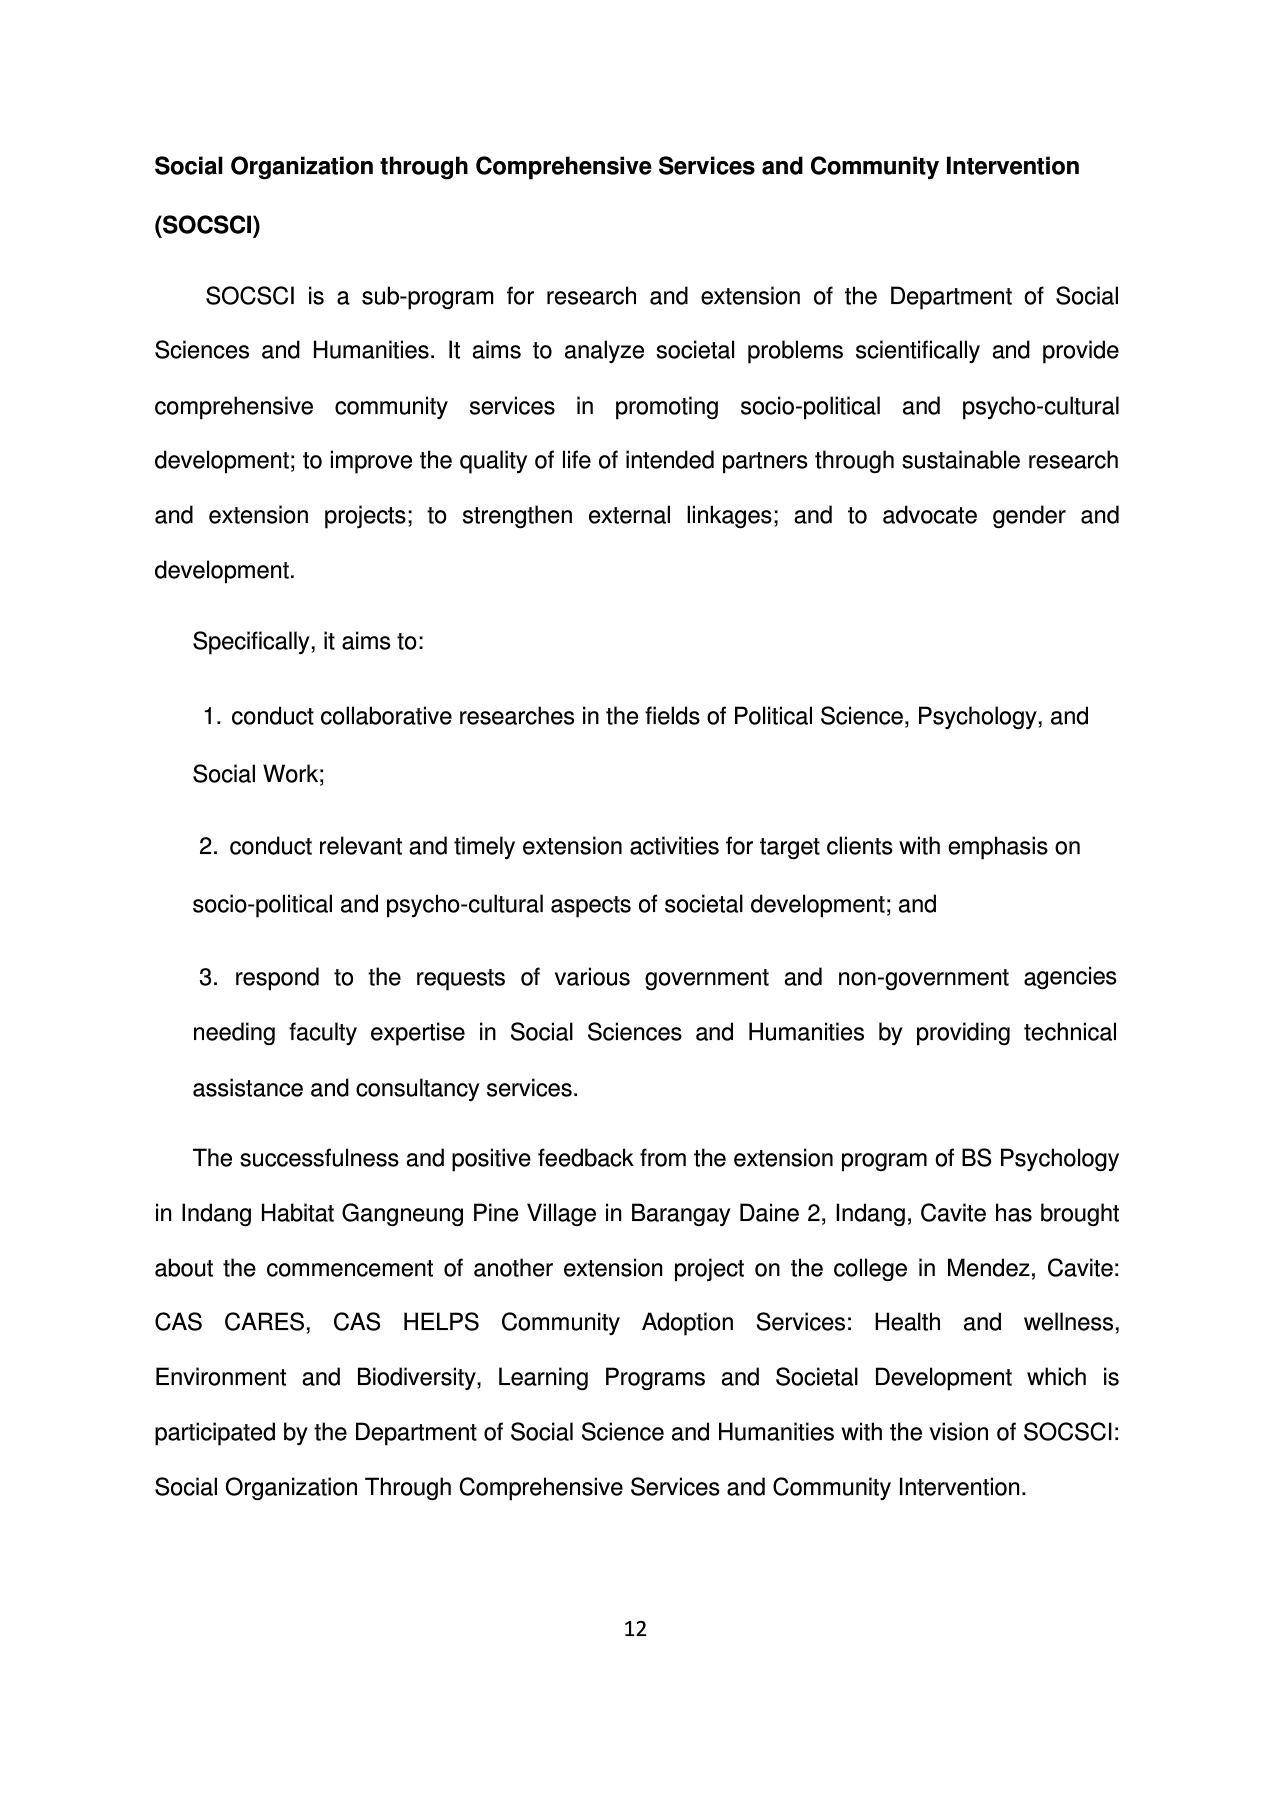 Social Organization through Comprehensive Services and Community Intervention
(SOCSCI)
SOCSCI is a sub-program for research and extension of the Department of Social
Sciences and Humanities. It aims to analyze societal problems scientifically and provide
comprehensive community services in promoting socio-political and psycho-cultural
development; to improve the quality of life of intended partners through sustainable research
and extension projects; to strengthen external linkages; and to advocate gender and
development.
Specifically, it aims to:
1. conduct collaborative researches in the fields of Political Science, Psychology, and
Social Work;
2. conduct relevant and timely extension activities for target clients with emphasis on
socio-political and psycho-cultural aspects of societal development; and
3. respond to the requests of various government and non-government agencies
needing faculty expertise in Social Sciences and Humanities by providing technical
assistance and consultancy services.
The successfulness and positive feedback from the extension program of BS Psychology
in Indang Habitat Gangneung Pine Village in Barangay Daine 2, Indang, Cavite has brought
about the commencement of another extension project on the college in Mendez, Cavite:
CAS CARES, CAS HELPS Community Adoption Services: Health and wellness,
Environment and Biodiversity, Learning Programs and Societal Development which is
participated by the Department of Social Science and Humanities with the vision of SOCSCI:
Social Organization Through Comprehensive Services and Community Intervention.
12